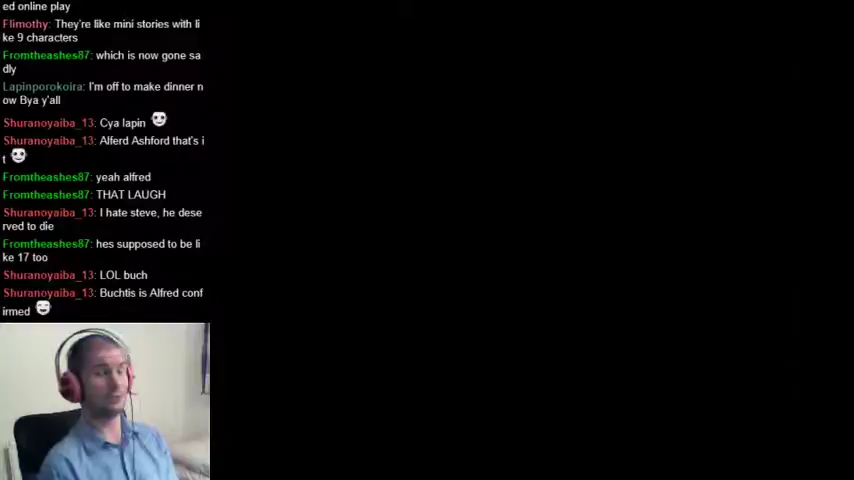 ed online play
Flimothy: They're like mini stories with li
ke 9 characters
Fromtheashes87: which is now gone sa
dly
Lapinporokoira: I'm off to make dinner n
ow Bya y'all
Shuranoyaiba_13: Cya lapin
Shuranoyaiba_13: Alferd Ashford that's i
t
Fromtheashes87: yeah alfred
Fromtheashes87: THAT LAUGH
Shuranoyaiba_13: I hate steve, he dese
rved to die
Fromtheashes87: hes supposed to be li
ke 17 too
Shuranoyaiba_13: LOL buch
Shuranoyaiba_13: Buchtis is Alfred conf
irmed